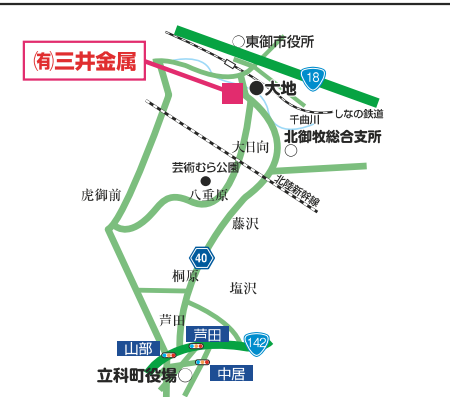 東御市役所
㈲三井金属
18
大地
しなの鉄道
千曲川
北御牧総合支所
大日向
芸術むら公園
北陸新幹線
虎御前
八重原
藤沢
40
桐原
塩沢
芦田
芦田
142
山部
立科町役場
中居